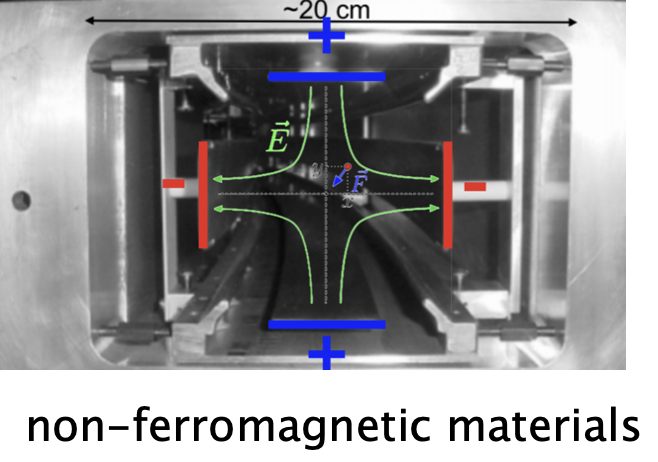 ~20 cm
+
E⃗
y
F⃗
x
-
-
+
non-ferromagnetic materials